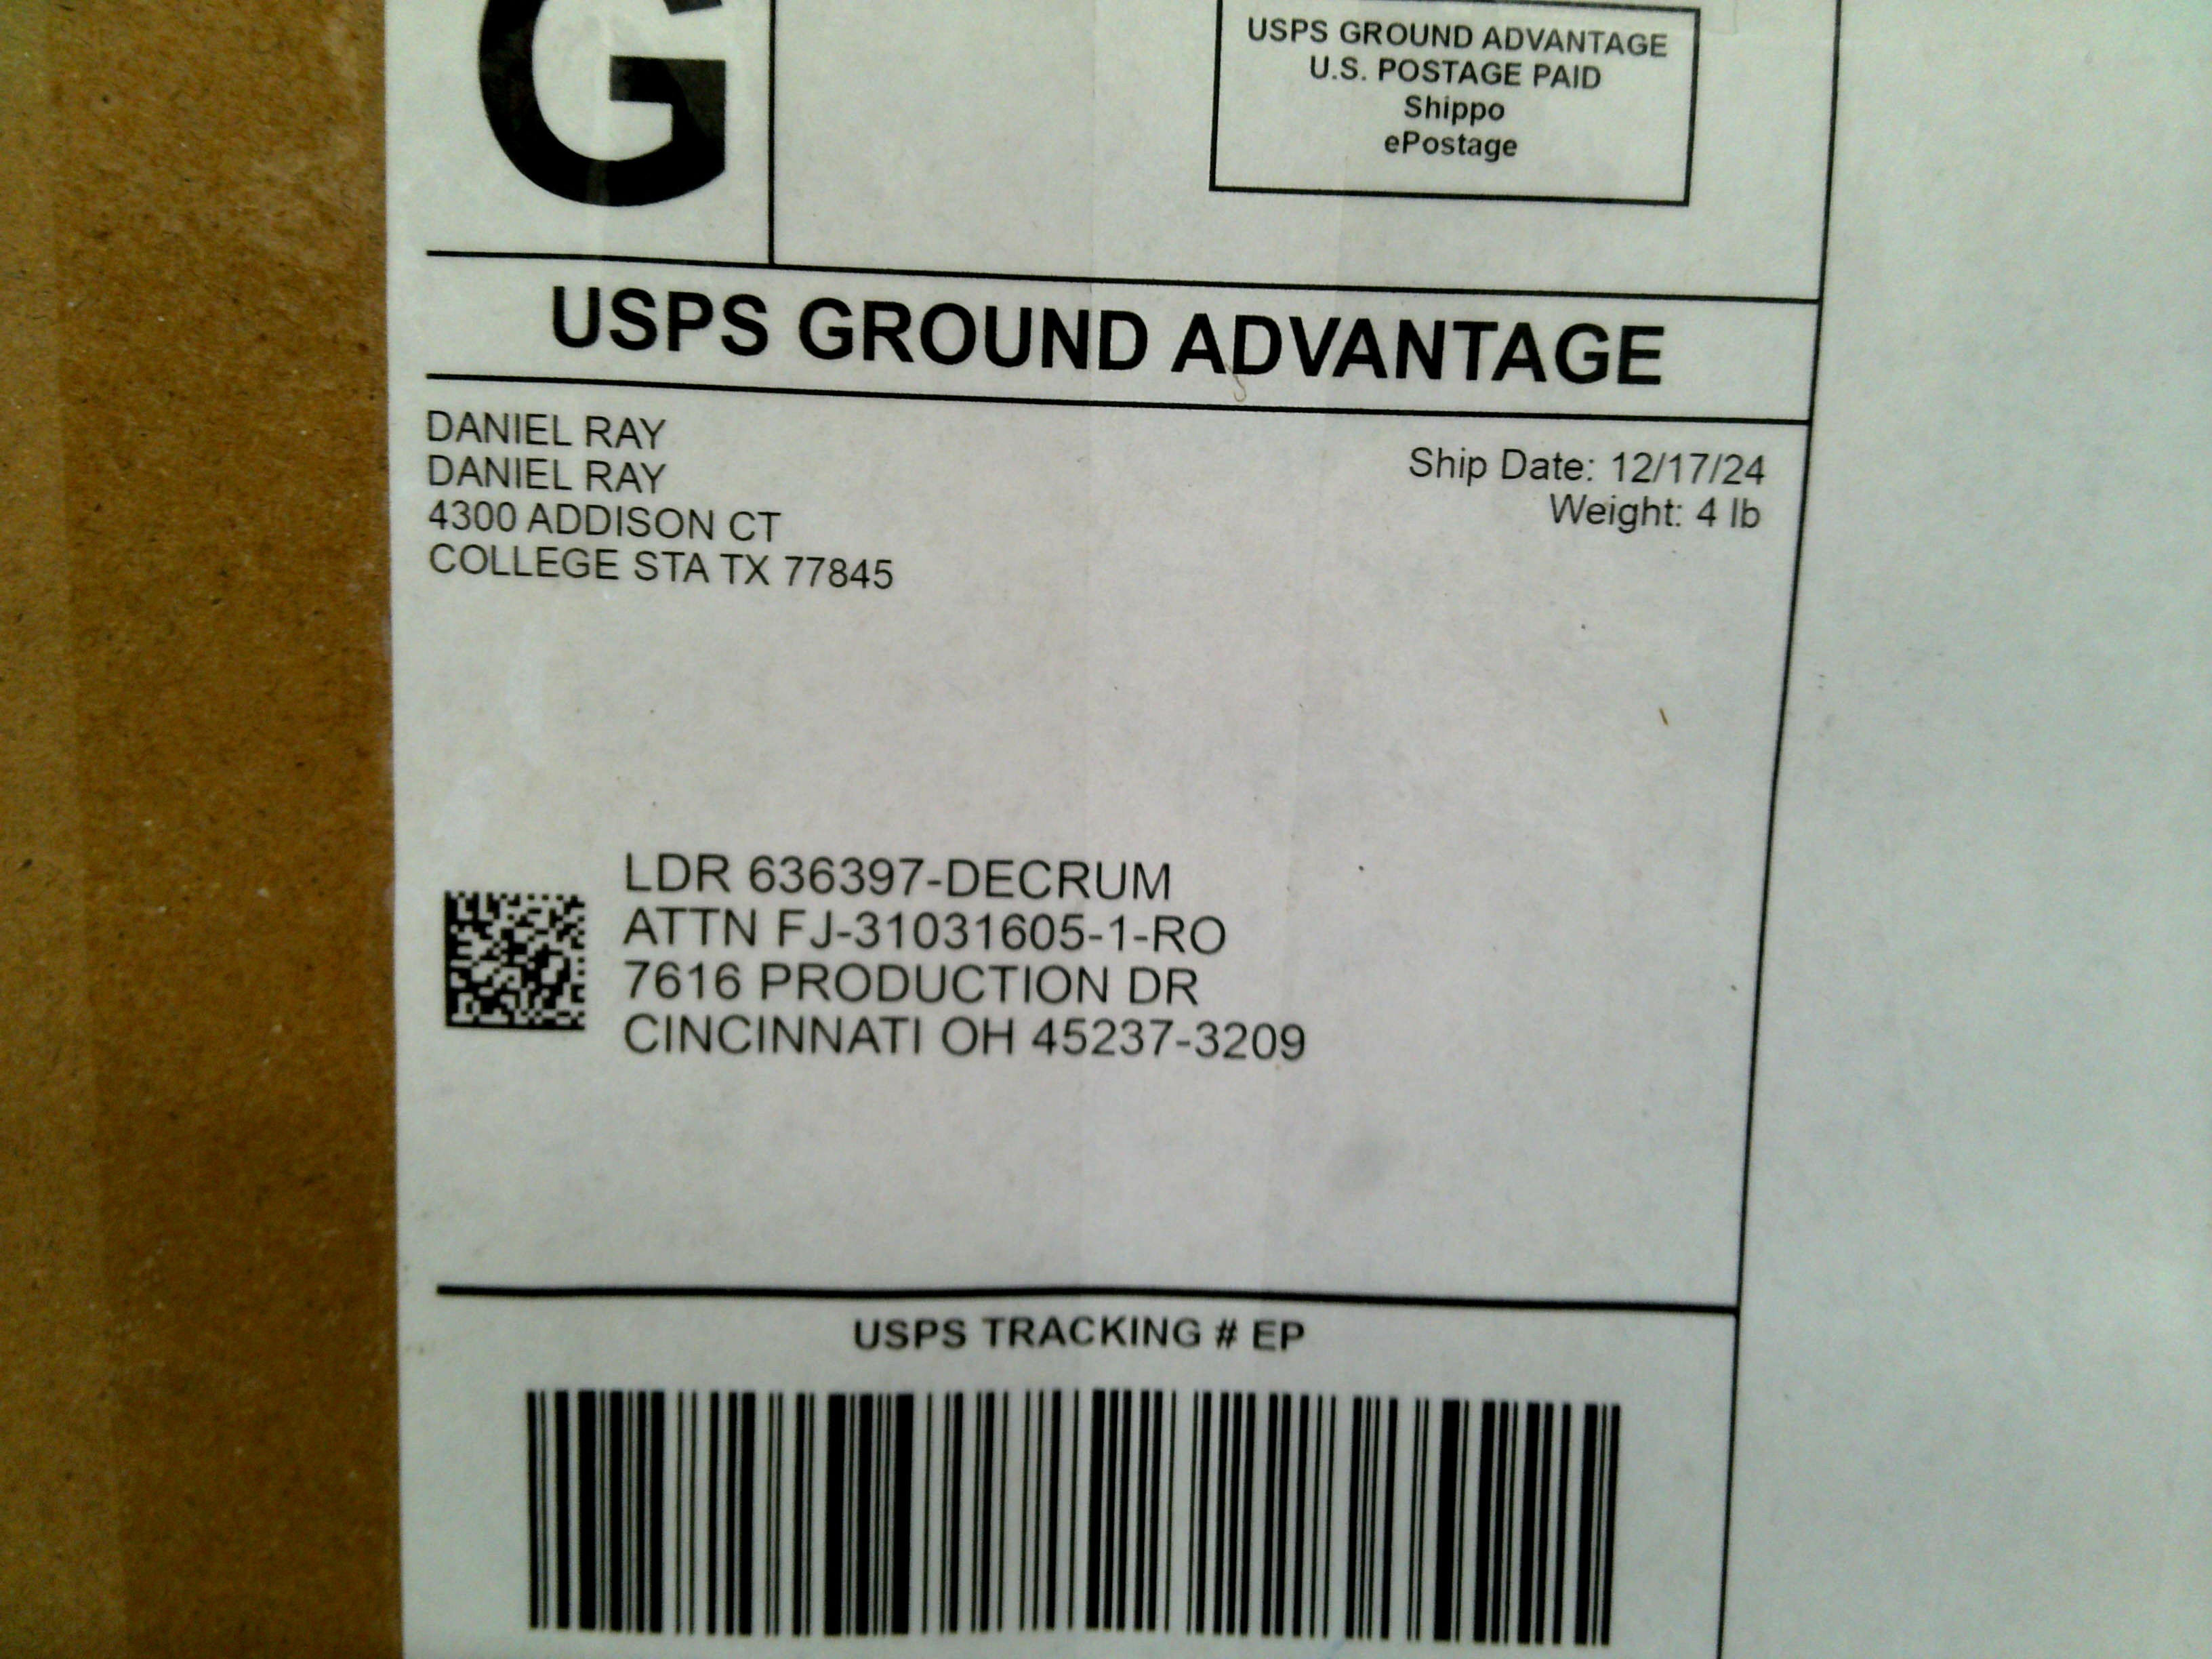 G
USPS GROUND ADVANTAGE
U.S. POSTAGE PAID
Shippo
ePostage
USPS GROUND ADVANTAGE
DANIEL RAY
DANIEL RAY
4300 ADDISON CT
COLLEGE STA TX 77845
Ship Date: 12/17/24
Weight: 4 lb
LDR 636397-DECRUM
ATTN FJ-31031605-1-RO
7616 PRODUCTION DR
CINCINNATI OH 45237-3209
USPS TRACKING # EP